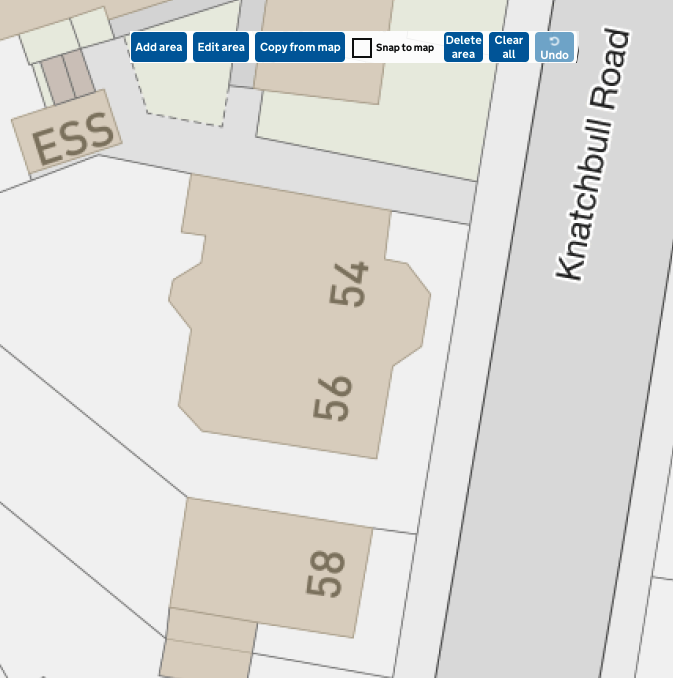 Add area
Edit area
Copy from map
Snap to map
Delete area
Clear all
Undo
ESS
Knatchbull Road
54
56
58